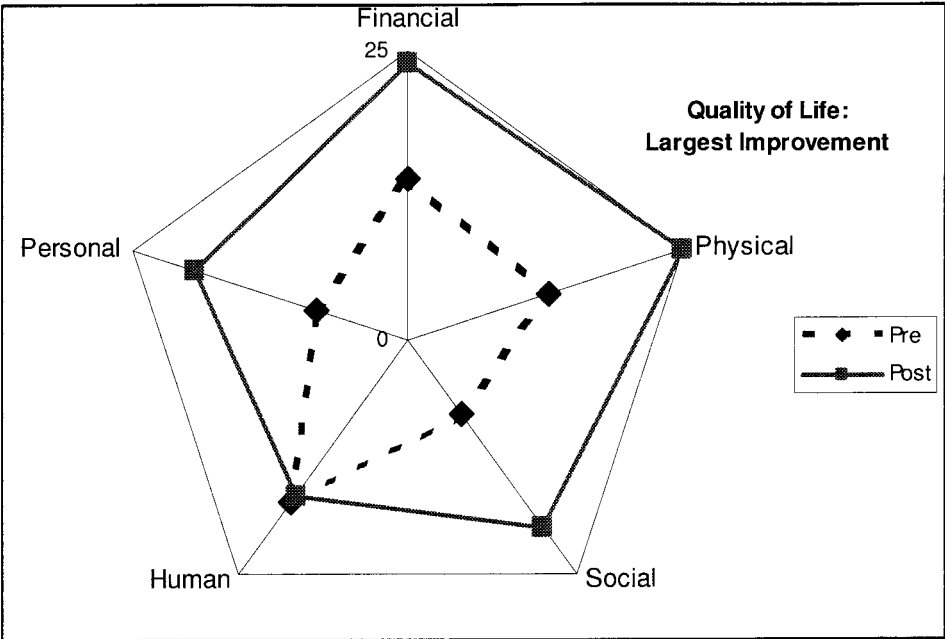 Financial
25
Quality of Life:
Largest Improvement
Personal
Physical
0
Pre
Post
Human
Social